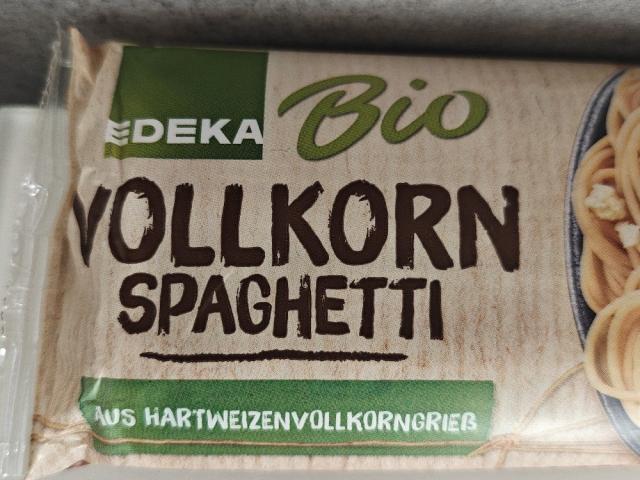 EDEKA Bio
VOLLKORN
SPAGHETTI
AUS HARTWEIZENVOLLKORNGRIEẞ